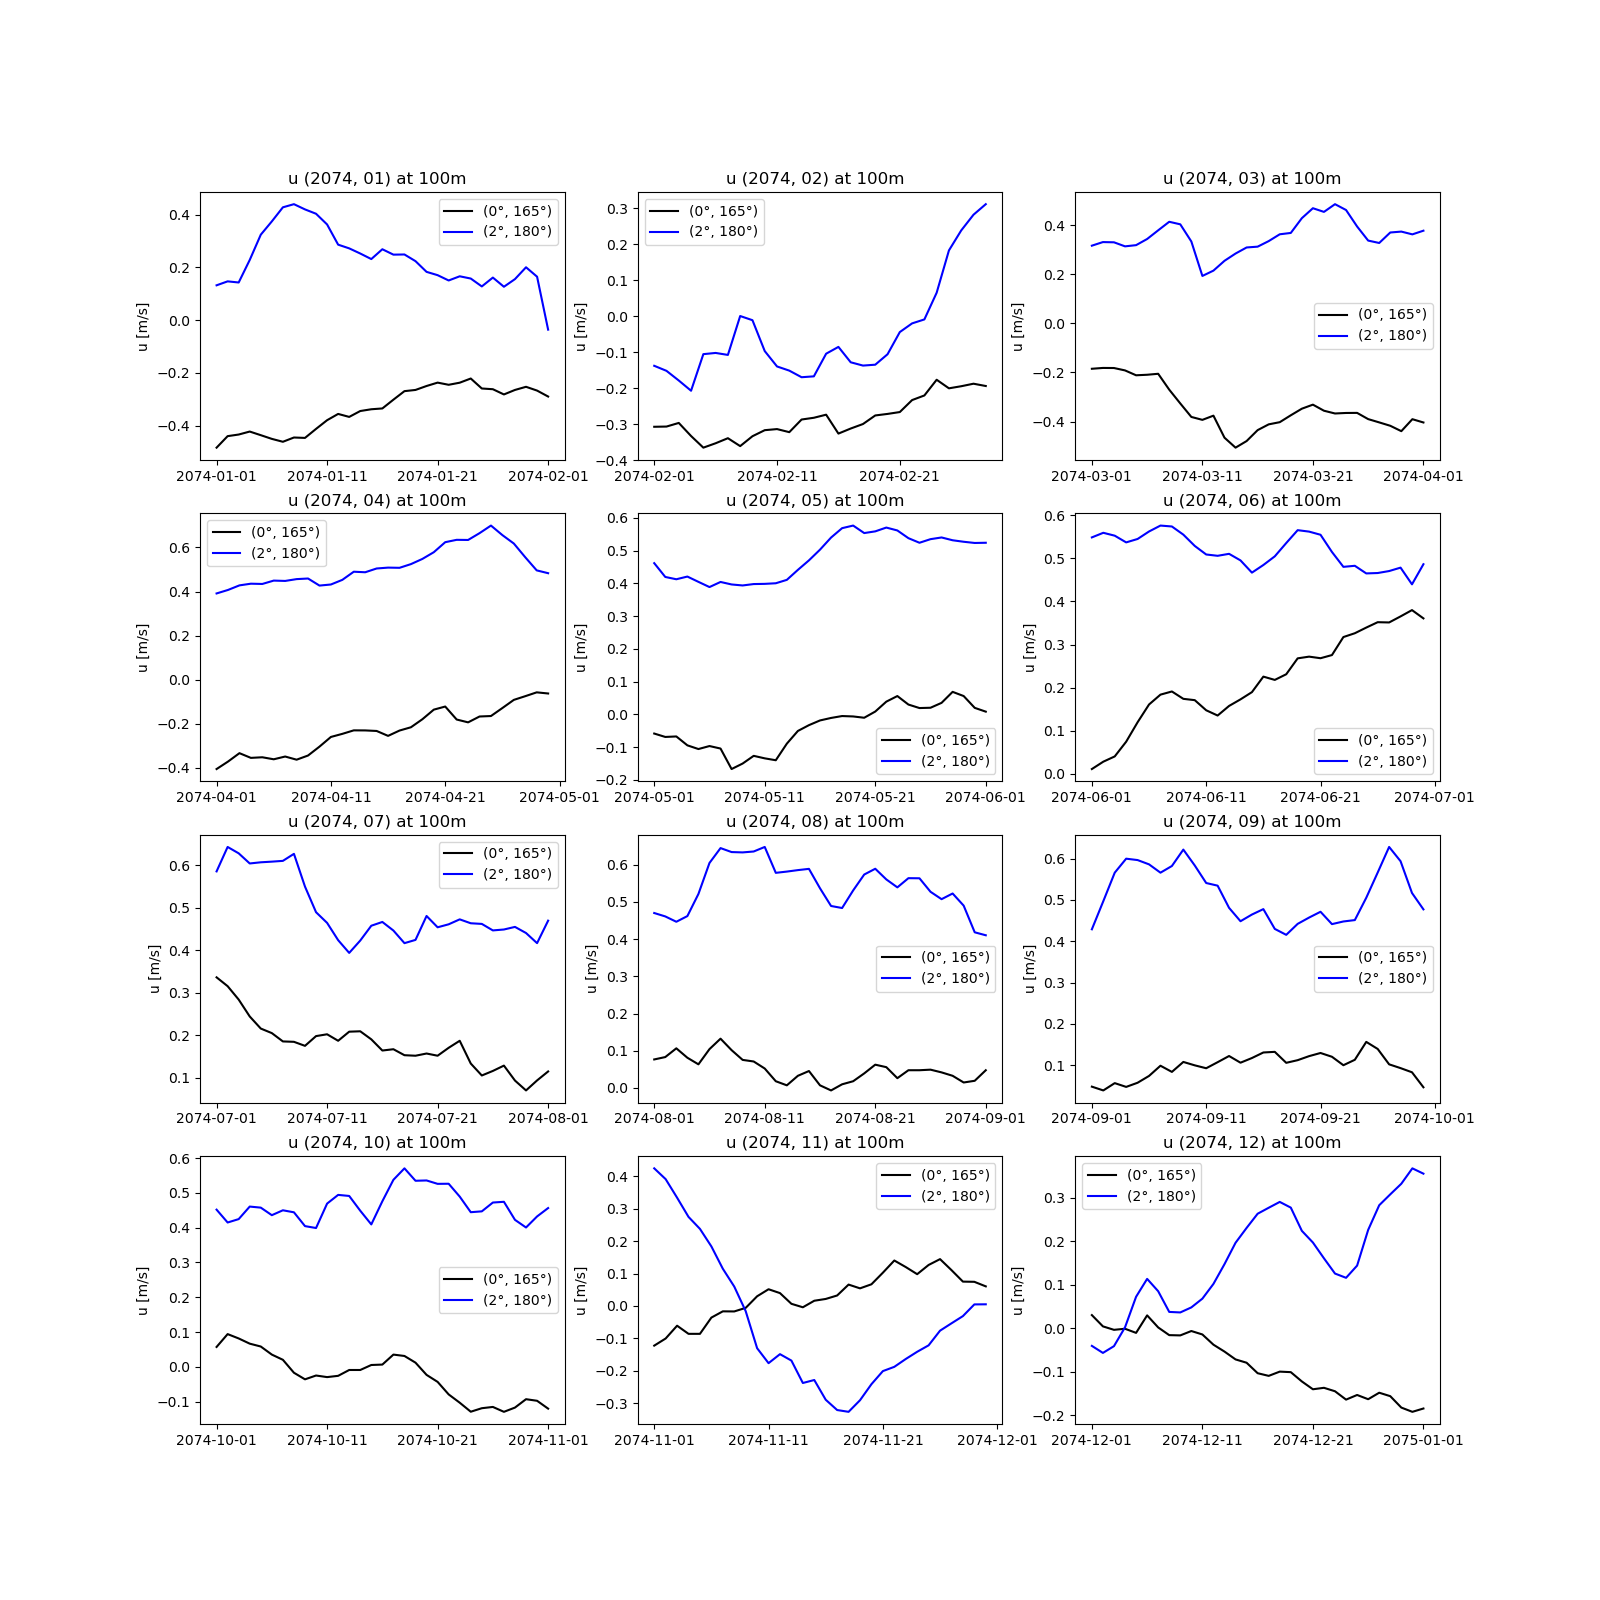 u (2074, 01) at 100m
u [m/s]
0.4
0.2
0.0
−0.2
−0.4
(0°, 165°)
(2°, 180°)
2074-01-01 2074-01-11 2074-01-21 2074-02-01
u (2074, 02) at 100m
u [m/s]
0.3
0.2
0.1
0.0
−0.1
−0.2
−0.3
−0.4
(0°, 165°)
(2°, 180°)
2074-02-01 2074-02-11 2074-02-21
u (2074, 03) at 100m
u [m/s]
0.4
0.2
0.0
−0.2
−0.4
(0°, 165°)
(2°, 180°)
2074-03-01 2074-03-11 2074-03-21 2074-04-01
u (2074, 04) at 100m
u [m/s]
0.6
0.4
0.2
0.0
−0.2
−0.4
(0°, 165°)
(2°, 180°)
2074-04-01 2074-04-11 2074-04-21 2074-05-01
u (2074, 05) at 100m
u [m/s]
0.6
0.5
0.4
0.3
0.2
0.1
0.0
−0.1
−0.2
(0°, 165°)
(2°, 180°)
2074-05-01 2074-05-11 2074-05-21 2074-06-01
u (2074, 06) at 100m
u [m/s]
0.6
0.5
0.4
0.3
0.2
0.1
0.0
(0°, 165°)
(2°, 180°)
2074-06-01 2074-06-11 2074-06-21 2074-07-01
u (2074, 07) at 100m
u [m/s]
0.6
0.5
0.4
0.3
0.2
0.1
(0°, 165°)
(2°, 180°)
2074-07-01 2074-07-11 2074-07-21 2074-08-01
u (2074, 08) at 100m
u [m/s]
0.6
0.5
0.4
0.3
0.2
0.1
0.0
(0°, 165°)
(2°, 180°)
2074-08-01 2074-08-11 2074-08-21 2074-09-01
u (2074, 09) at 100m
u [m/s]
0.6
0.5
0.4
0.3
0.2
0.1
(0°, 165°)
(2°, 180°)
2074-09-01 2074-09-11 2074-09-21 2074-10-01
u (2074, 10) at 100m
u [m/s]
0.6
0.5
0.4
0.3
0.2
0.1
0.0
−0.1
(0°, 165°)
(2°, 180°)
2074-10-01 2074-10-11 2074-10-21 2074-11-01
u (2074, 11) at 100m
u [m/s]
0.4
0.3
0.2
0.1
0.0
−0.1
−0.2
−0.3
(0°, 165°)
(2°, 180°)
2074-11-01 2074-11-11 2074-11-21 2074-12-01
u (2074, 12) at 100m
u [m/s]
0.3
0.2
0.1
0.0
−0.1
−0.2
(0°, 165°)
(2°, 180°)
2074-12-01 2074-12-11 2074-12-21 2075-01-01